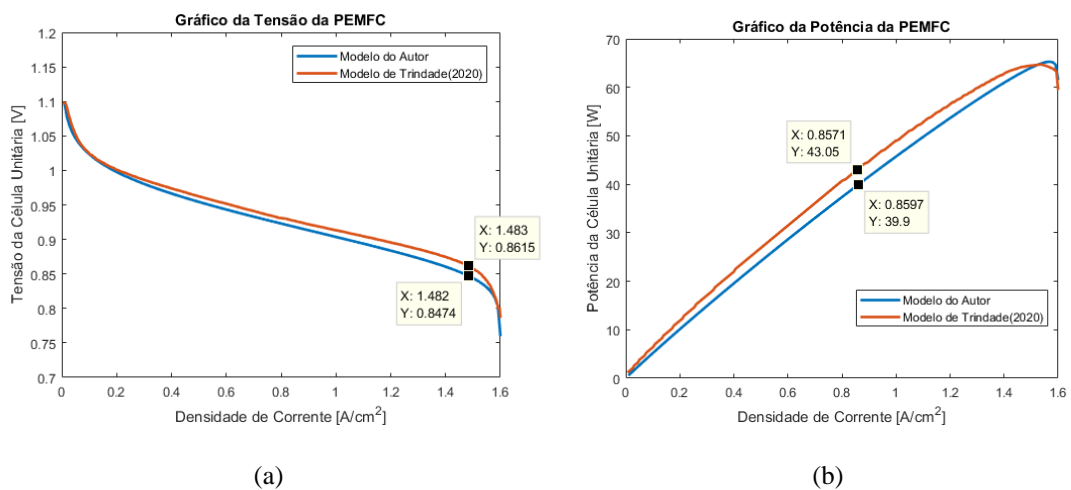 Gráfico da Tensão da PEMFC
1.2
1.15
1.1
1.05
1
0.95
0.9
0.85
0.8
0.75
0.7
Tensão da Célula Unitária [V]
Modelo do Autor
Modelo de Trindade(2020)
X: 1.483
Y: 0.8615
X: 1.482
Y: 0.8474
0 0.2 0.4 0.6 0.8 1 1.2 1.4 1.6
Densidade de Corrente [A/cm²]
(a)
Gráfico da Potência da PEMFC
70
60
50
40
30
20
10
0
Potência da Célula Unitária [W]
X: 0.8571
Y: 43.05
X: 0.8597
Y: 39.9
Modelo do Autor
Modelo de Trindade(2020)
0 0.2 0.4 0.6 0.8 1 1.2 1.4 1.6
Densidade de Corrente [A/cm²]
(b)